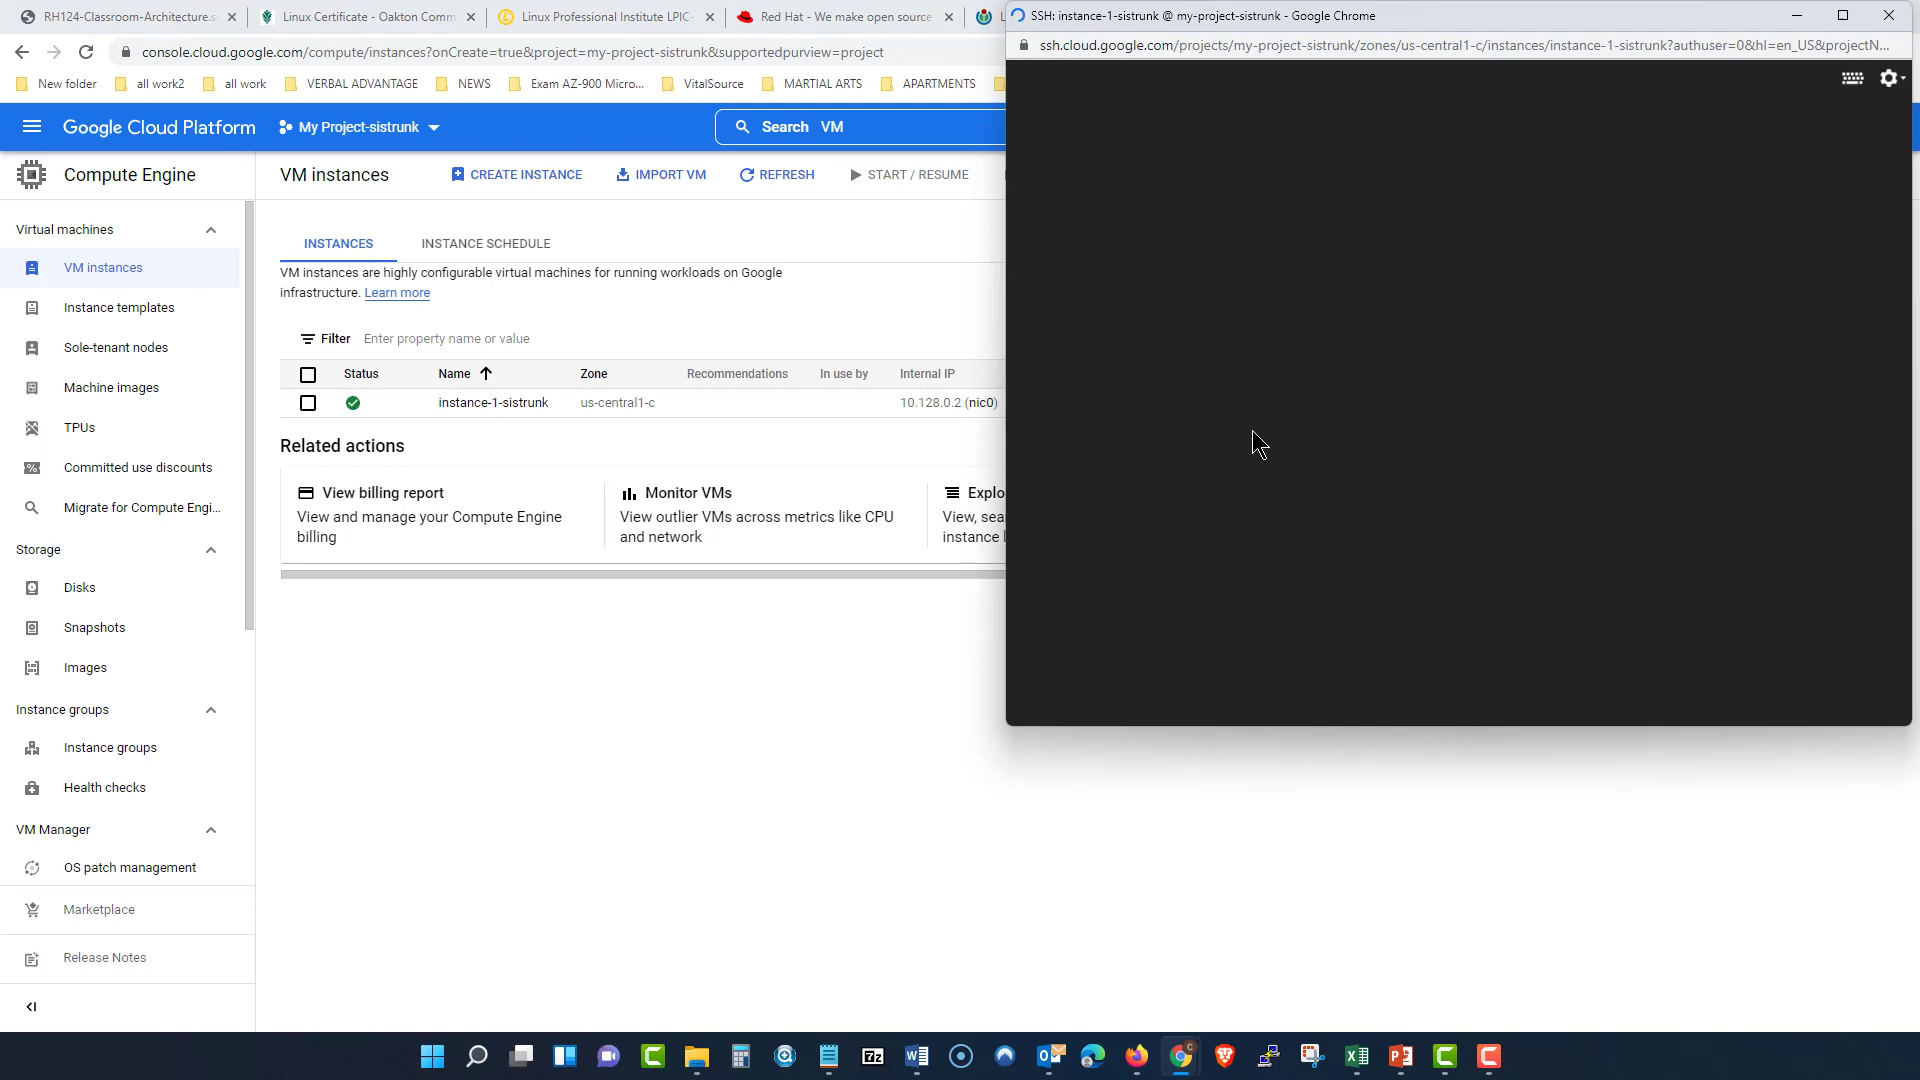 RH124-Classroom-Architecture.s
Linux Certificate - Oakton Comm
Linux Professional Institute LPIC-
Red Hat - We make open source
L
console.cloud.google.com/compute/instances?onCreate=true&project=my-project-sistrunk&supportedpurview=project
New folder
all work2
all work
VERBAL ADVANTAGE
NEWS
Exam AZ-900 Micro...
VitalSource
MARTIAL ARTS
APARTMENTS
Google Cloud Platform
My Project-sistrunk
Search VM
Compute Engine
Virtual machines
VM instances
Instance templates
Sole-tenant nodes
Machine images
TPUs
Committed use discounts
Migrate for Compute Engi...
Storage
Disks
Snapshots
Images
Instance groups
Instance groups
Health checks
VM Manager
OS patch management
Marketplace
Release Notes
VM instances
CREATE INSTANCE
IMPORT VM
REFRESH
START / RESUME
INSTANCES
INSTANCE SCHEDULE
VM instances are highly configurable virtual machines for running workloads on Google
infrastructure. Learn more
Filter Enter property name or value
Status Name Zone Recommendations In use by Internal IP
instance-1-sistrunk us-central1-c 10.128.0.2 (nic0)
Related actions
View billing report
View and manage your Compute Engine
billing
Monitor VMs
View outlier VMs across metrics like CPU
and network
Explo
View, sea
instance l
SSH: instance-1-sistrunk @ my-project-sistrunk - Google Chrome
ssh.cloud.google.com/projects/my-project-sistrunk/zones/us-central1-c/instances/instance-1-sistrunk?authuser=0&hl=en_US&projectN...